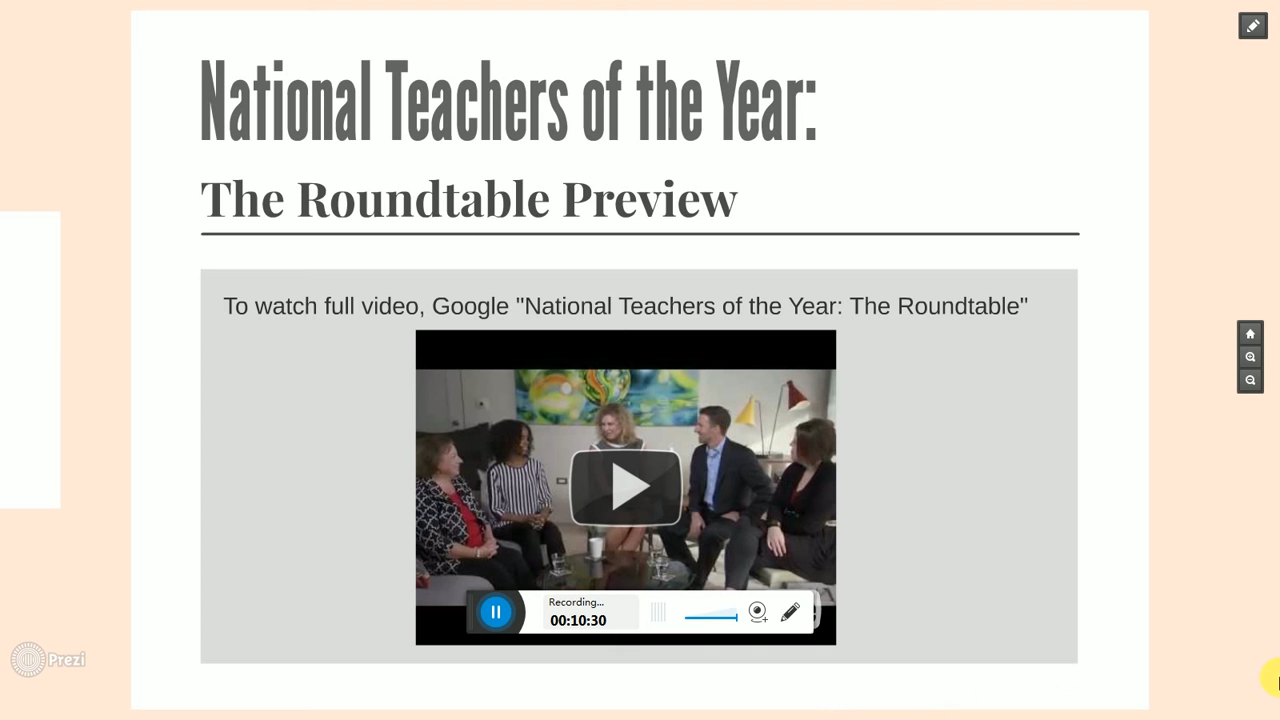 National Teachers of the Year:
The Roundtable Preview
To watch full video, Google "National Teachers of the Year: The Roundtable"
Recording...
00:10:30
Prezi